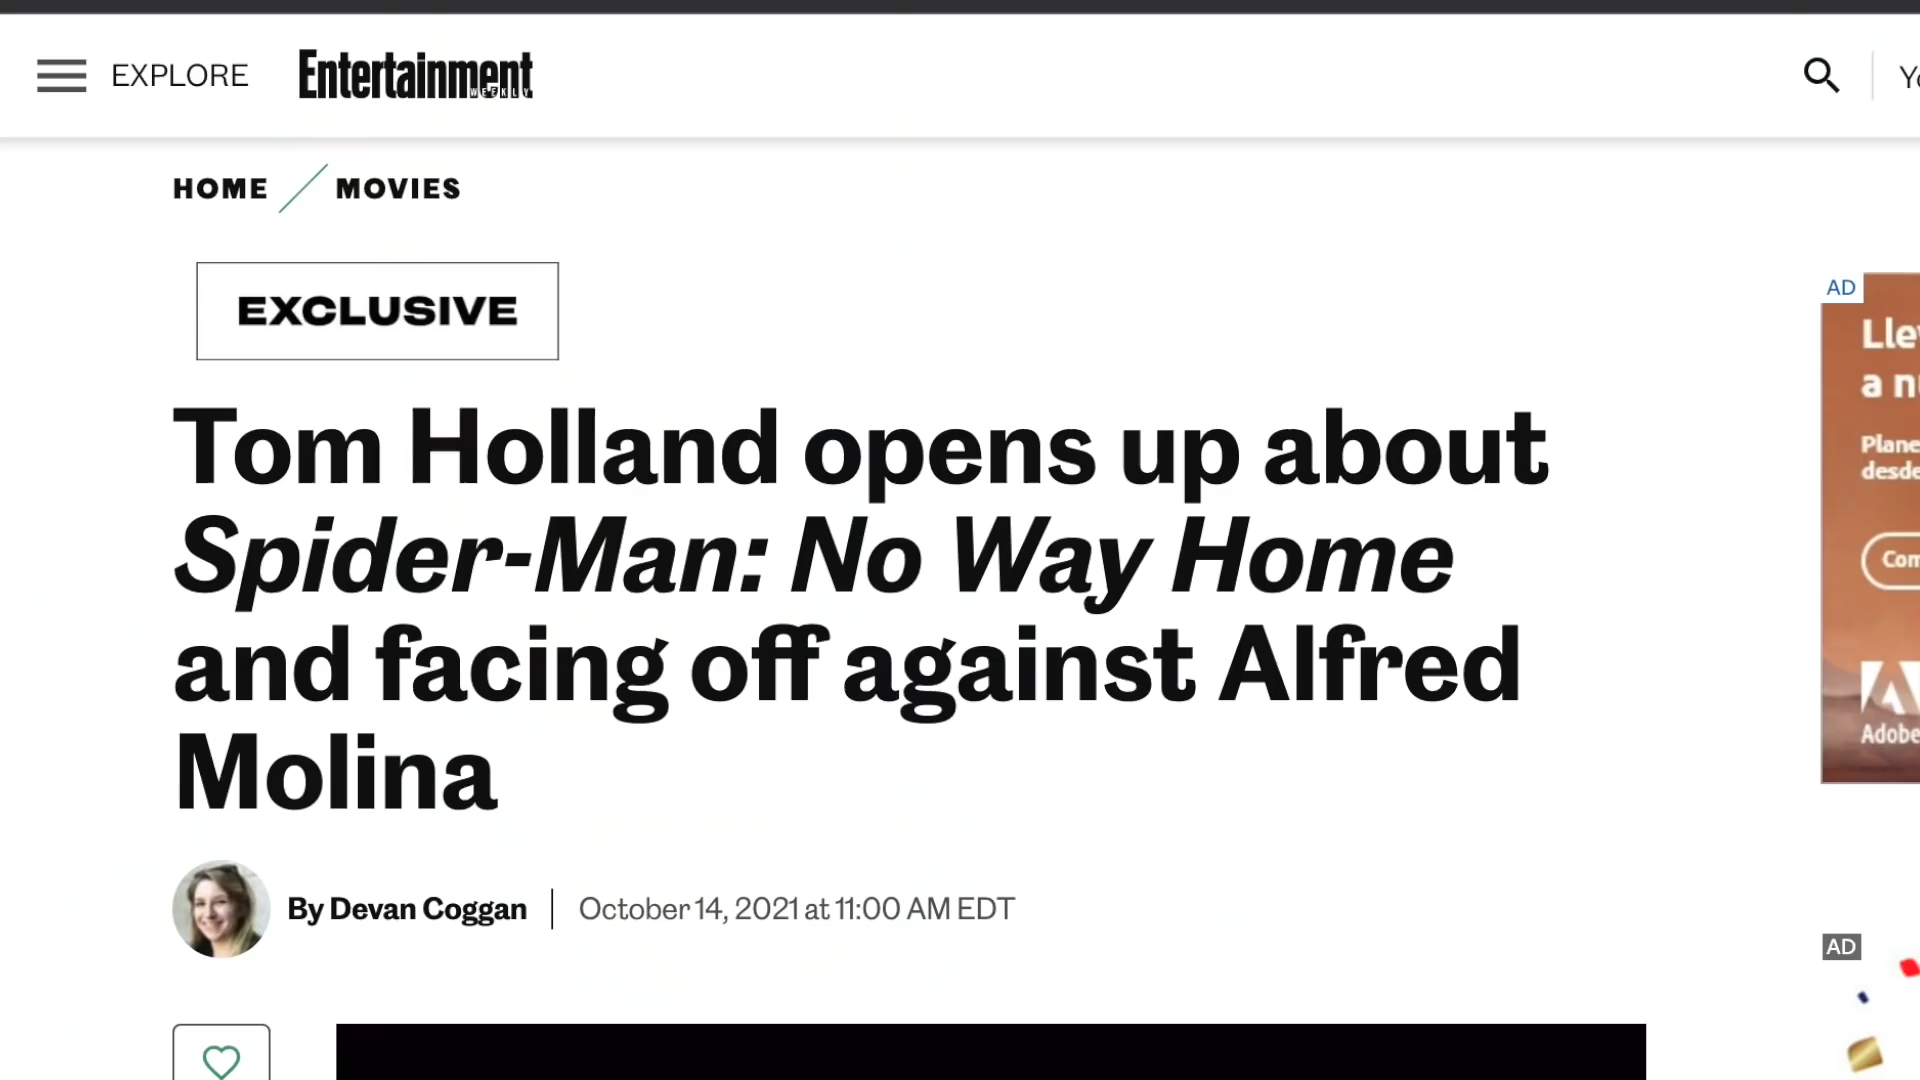 EXPLORE
Entertainment
WEEKLY
HOME
MOVIES
EXCLUSIVE
Tom Holland opens up about
Spider-Man: No Way Home
and facing off against Alfred
Molina
By Devan Coggan
October 14, 2021 at 11:00 AM EDT
AD
a
Adobe
AD